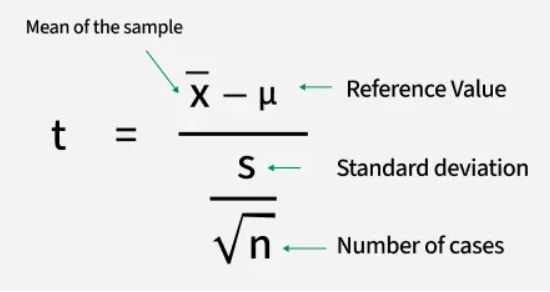 Mean of the sample
x̄ − μ
Reference Value
t =
s
Standard deviation
√n
Number of cases